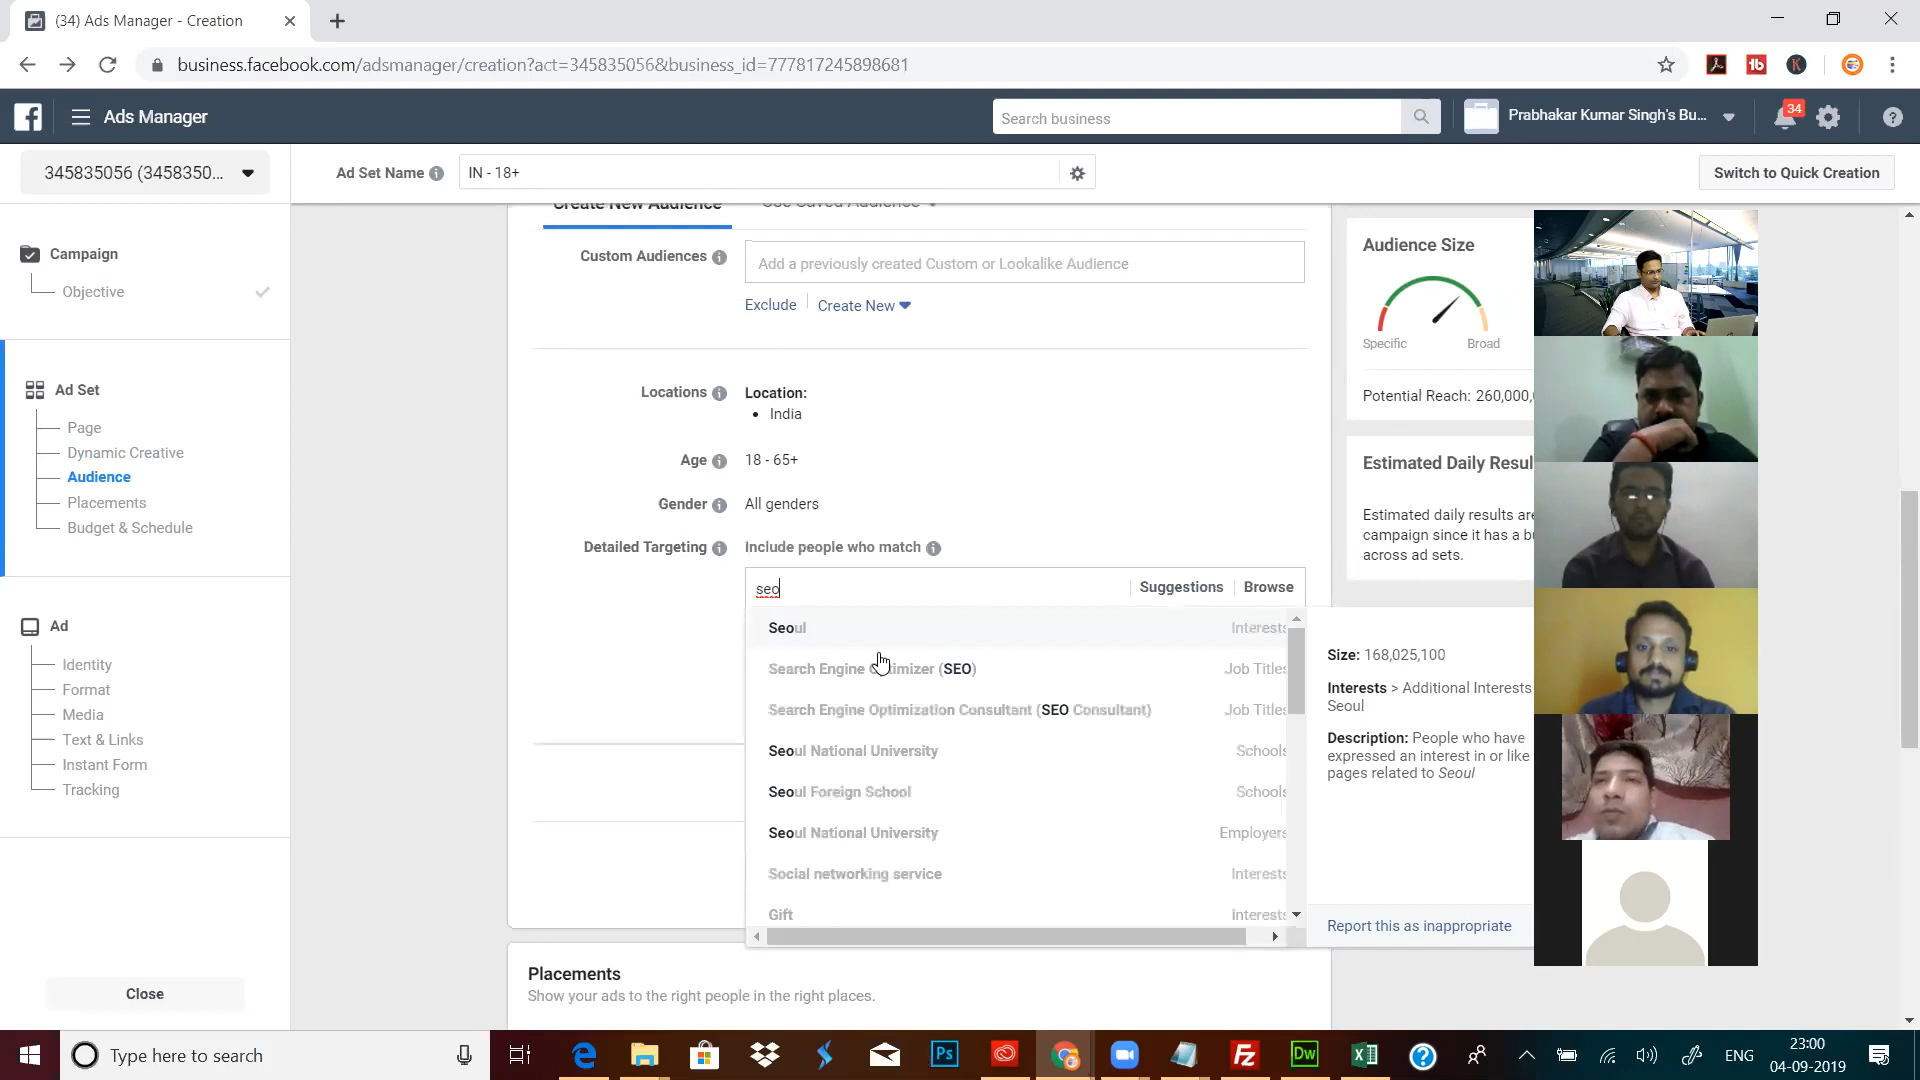 (34) Ads Manager - Creation
business.facebook.com/adsmanager/creation?act=345835056&business_id=777817245898681
Ads Manager
Search business
Prabhakar Kumar Singh's Bu...
34
345835056 (3458350...
Ad Set Name
IN - 18+
Switch to Quick Creation
Campaign
Objective
Ad Set
Page
Dynamic Creative
Audience
Placements
Budget & Schedule
Ad
Identity
Format
Media
Text & Links
Instant Form
Tracking
Close
Create New Audience
Use Saved Audience
Custom Audiences
Add a previously created Custom or Lookalike Audience
Exclude
Create New
Locations
Location:
• India
Age
18 - 65+
Gender
All genders
Detailed Targeting
Include people who match
seo
Suggestions
Browse
Seoul
Interests
Search Engine Optimizer (SEO)
Job Titles
Search Engine Optimization Consultant (SEO Consultant)
Job Titles
Seoul National University
Schools
Seoul Foreign School
Schools
Seoul National University
Employers
Social networking service
Interests
Gift
Interests
Size: 168,025,100
Interests > Additional Interests
Seoul
Description: People who have
expressed an interest in or like
pages related to Seoul
Report this as inappropriate
Placements
Show your ads to the right people in the right places.
Audience Size
Specific
Broad
Potential Reach: 260,000,
Estimated Daily Resul
Estimated daily results are
campaign since it has a bu
across ad sets.
Type here to search
Ps
Dw
ENG
23:00
04-09-2019